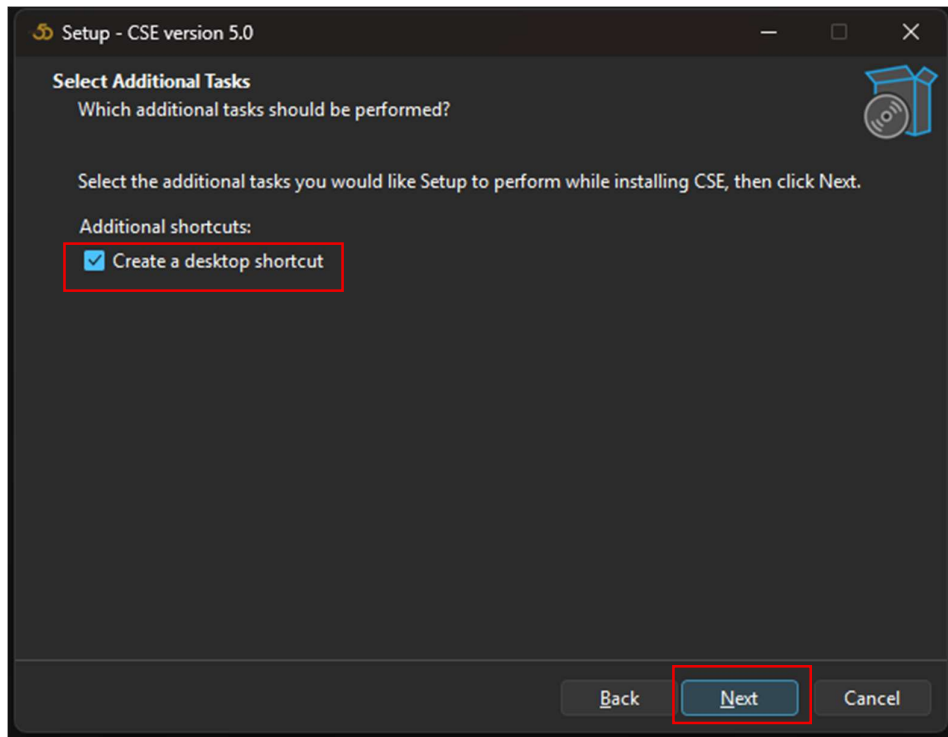 Setup - CSE version 5.0
Select Additional Tasks
Which additional tasks should be performed?
Select the additional tasks you would like Setup to perform while installing CSE, then click Next.
Additional shortcuts:
Create a desktop shortcut
Back Next Cancel